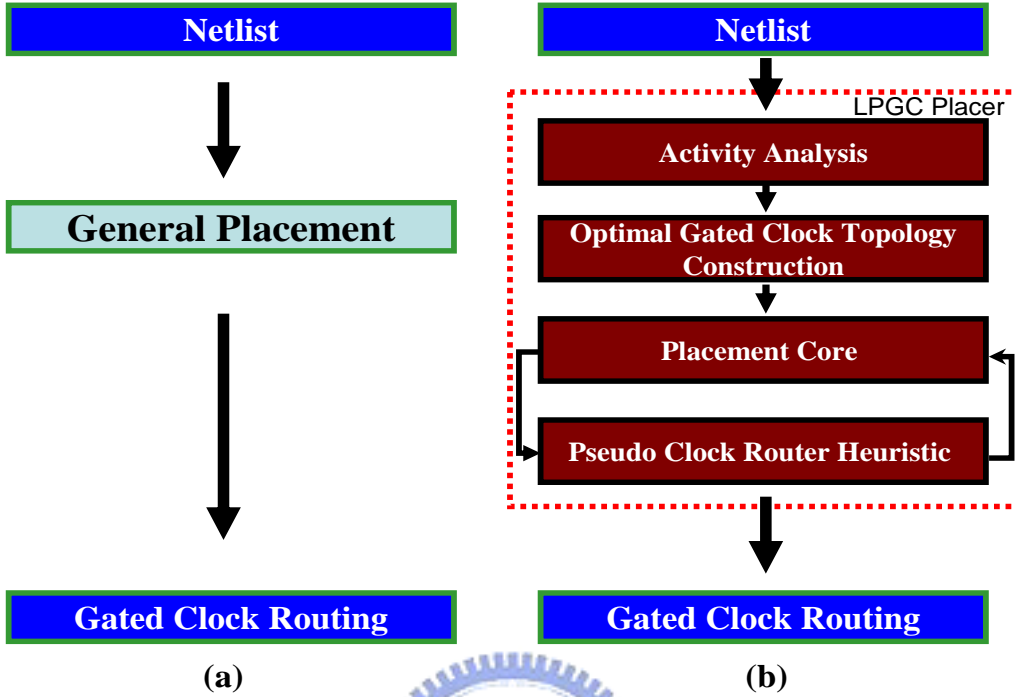 Netlist
General Placement
Gated Clock Routing
(a)
Netlist
LPGC Placer
Activity Analysis
Optimal Gated Clock Topology
Construction
Placement Core
Pseudo Clock Router Heuristic
Gated Clock Routing
(b)